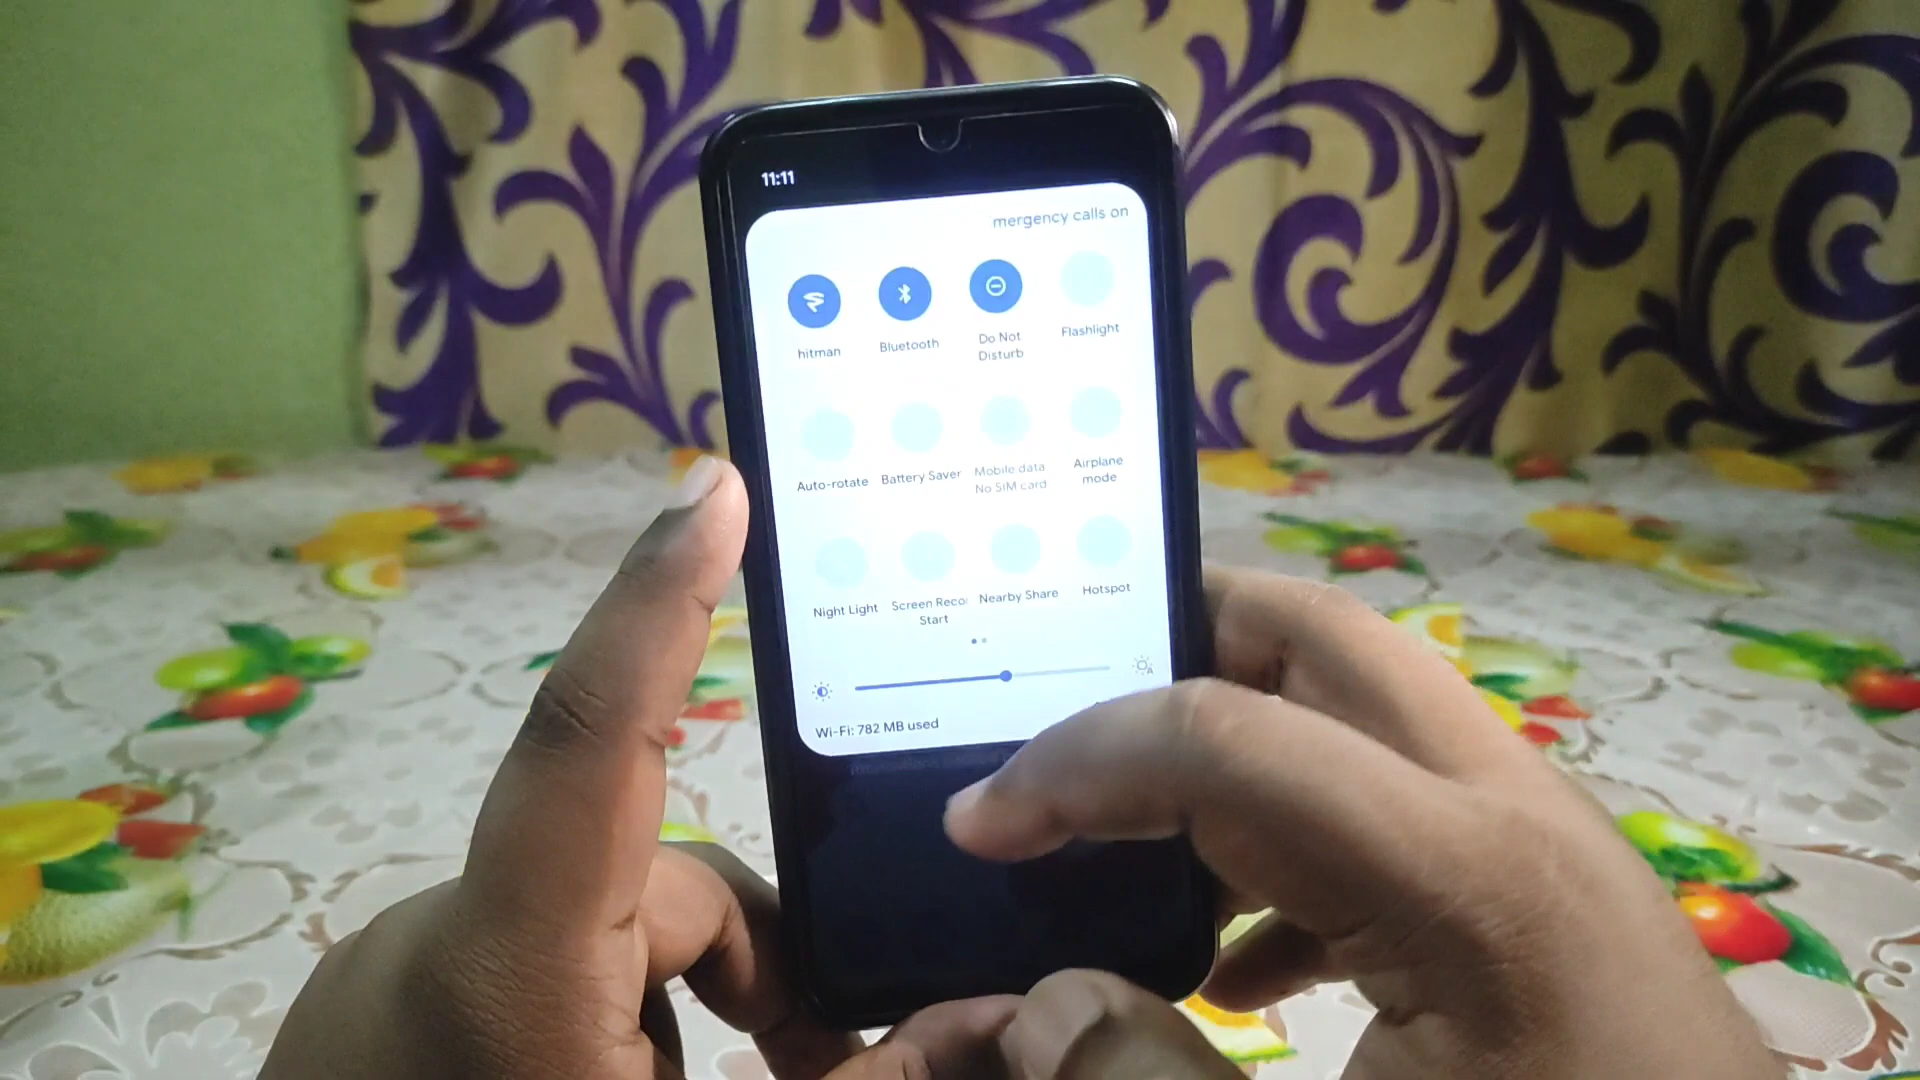 11:11
mergency calls on
hitman
Bluetooth
Do Not
Disturb
Flashlight
Auto-rotate
Battery Saver
Mobile data
No SIM card
Airplane
mode
Night Light
Screen Reco
Start
Nearby Share
Hotspot
Wi-Fi: 782 MB used